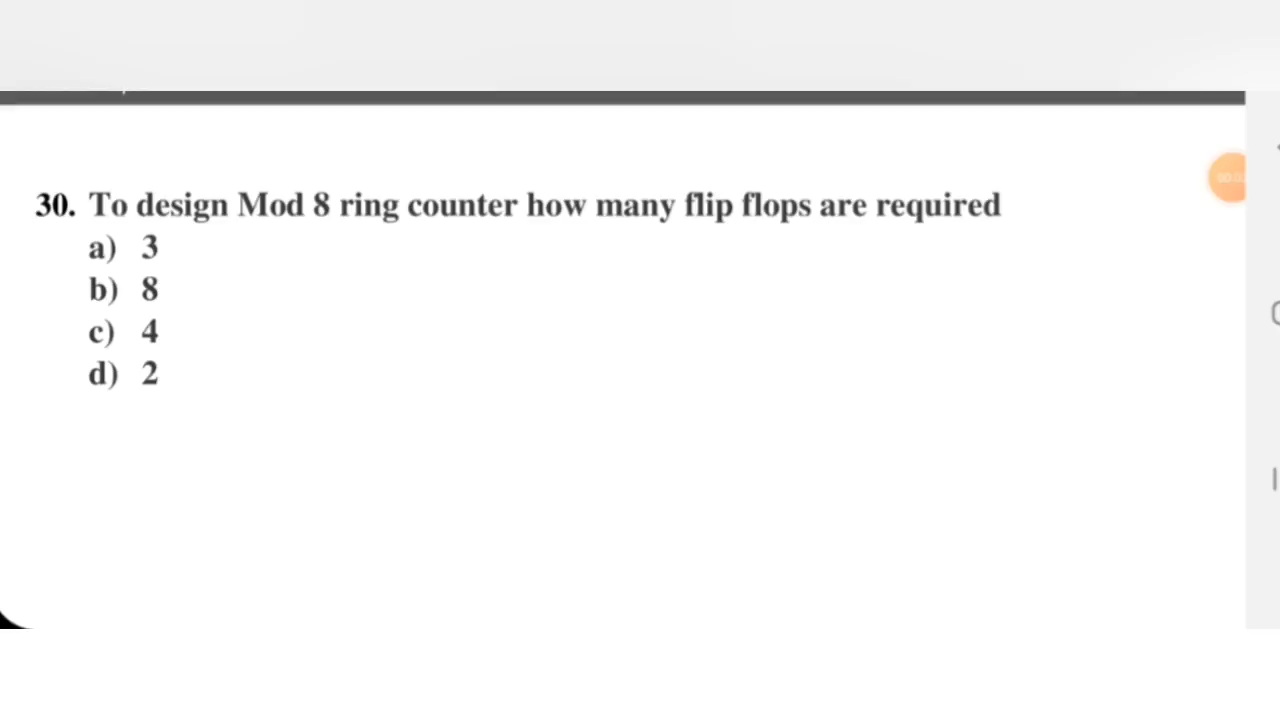 30. To design Mod 8 ring counter how many flip flops are required
a) 3
b) 8
c) 4
d) 2